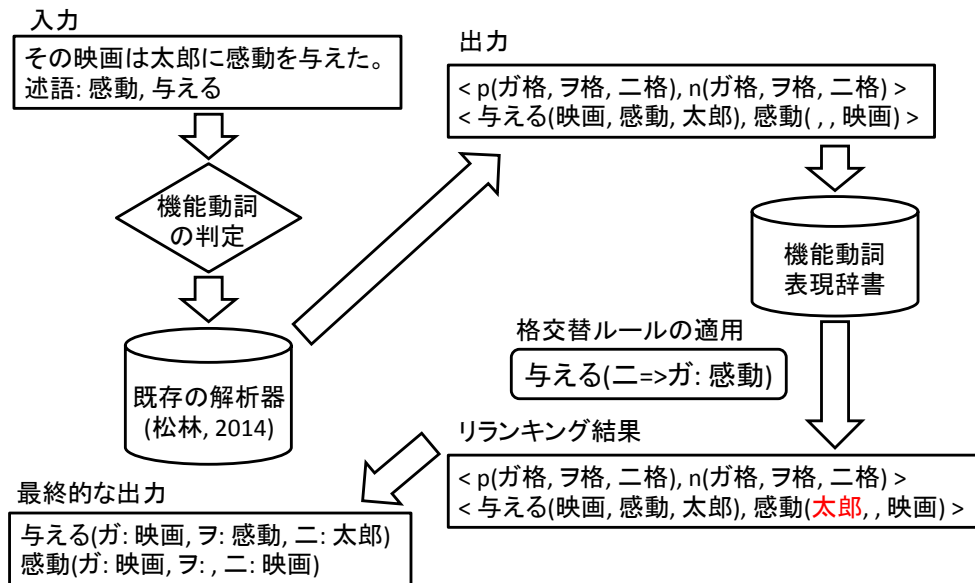 入力
その映画は太郎に感動を与えた。
述語: 感動, 与える
機能動詞
の判定
既存の解析器
(松林, 2014)
出力
< p(ガ格, ヲ格, ニ格), n(ガ格, ヲ格, ニ格) >
< 与える(映画, 感動, 太郎), 感動( , , 映画) >
機能動詞
表現辞書
格交替ルールの適用
与える(ニ=>ガ: 感動)
リランキング結果
< p(ガ格, ヲ格, ニ格), n(ガ格, ヲ格, ニ格) >
< 与える(映画, 感動, 太郎), 感動(太郎, , 映画) >
最終的な出力
与える(ガ: 映画, ヲ: 感動, ニ: 太郎)
感動(ガ: 映画, ヲ: , ニ: 映画)